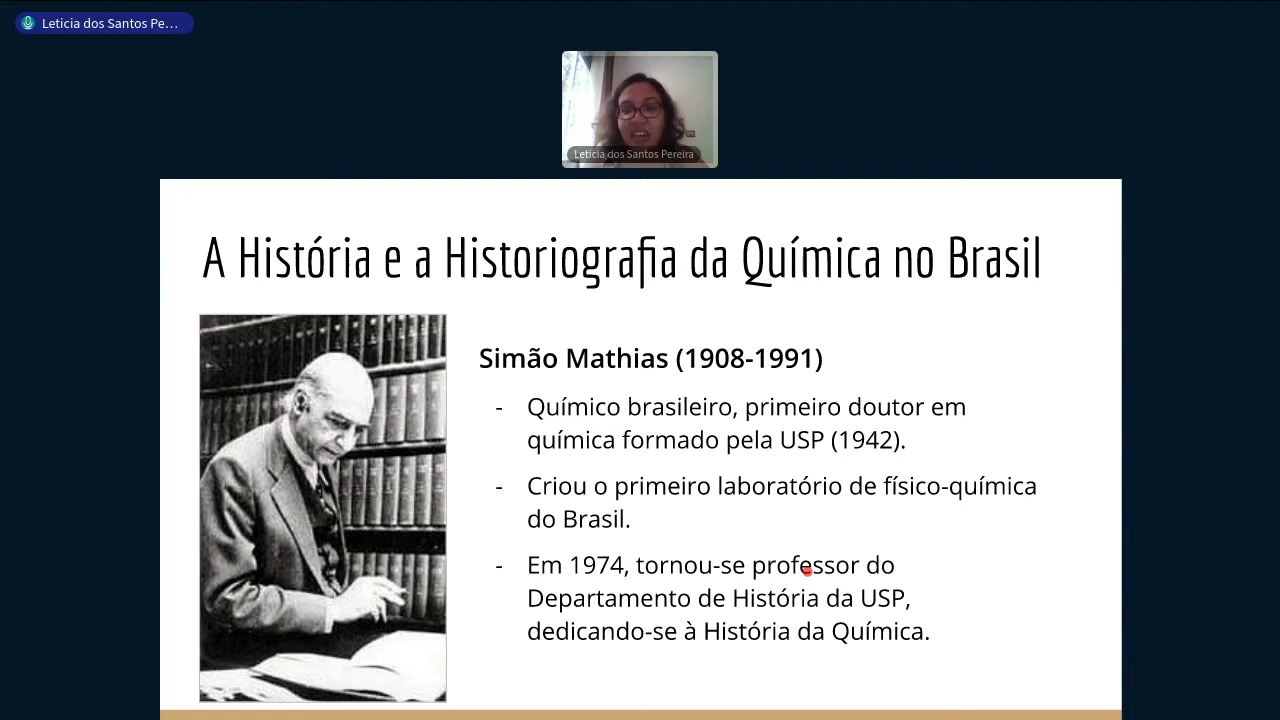 Leticia dos Santos Pe...
Leticia dos Santos Pereira
A História e a Historiografia da Química no Brasil
Simão Mathias (1908-1991)
- Químico brasileiro, primeiro doutor em
química formado pela USP (1942).
- Criou o primeiro laboratório de físico-química
do Brasil.
- Em 1974, tornou-se professor do
Departamento de História da USP,
dedicando-se à História da Química.